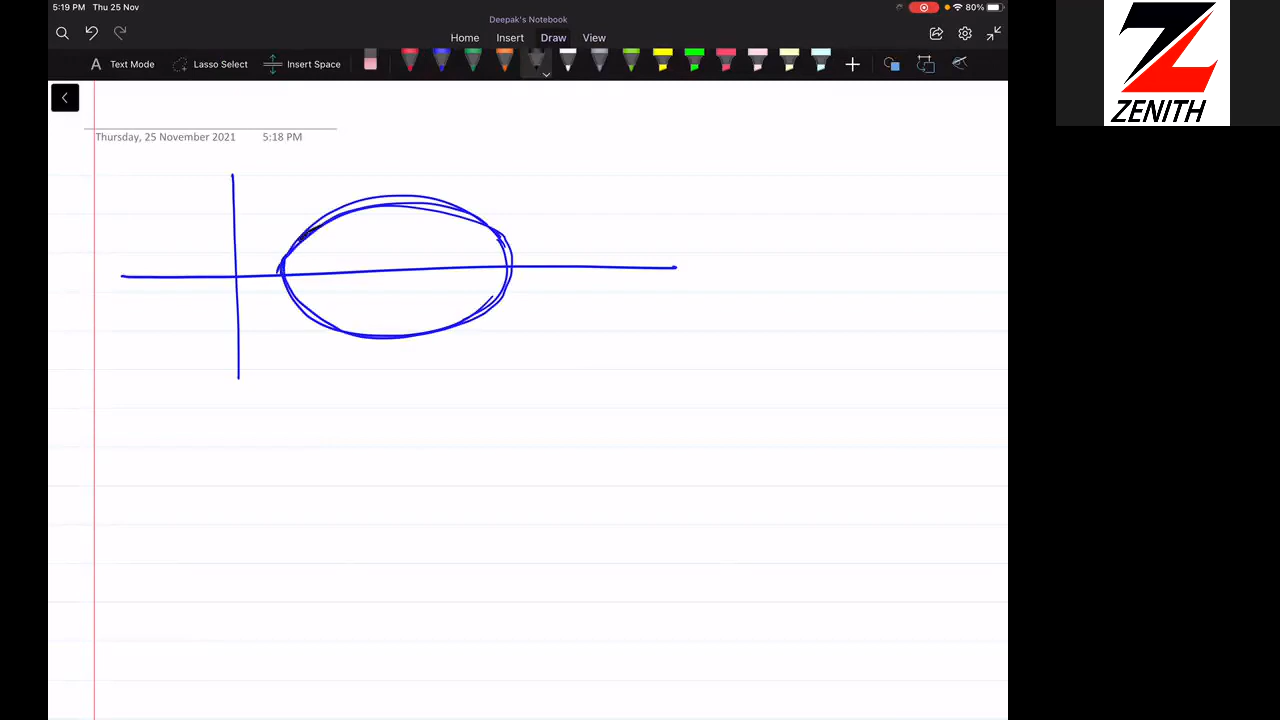 5:19 PM Thu 25 Nov
80%
Deepak's Notebook
Home Insert Draw View
A Text Mode Lasso Select Insert Space
Thursday, 25 November 2021 5:18 PM
ZENITH